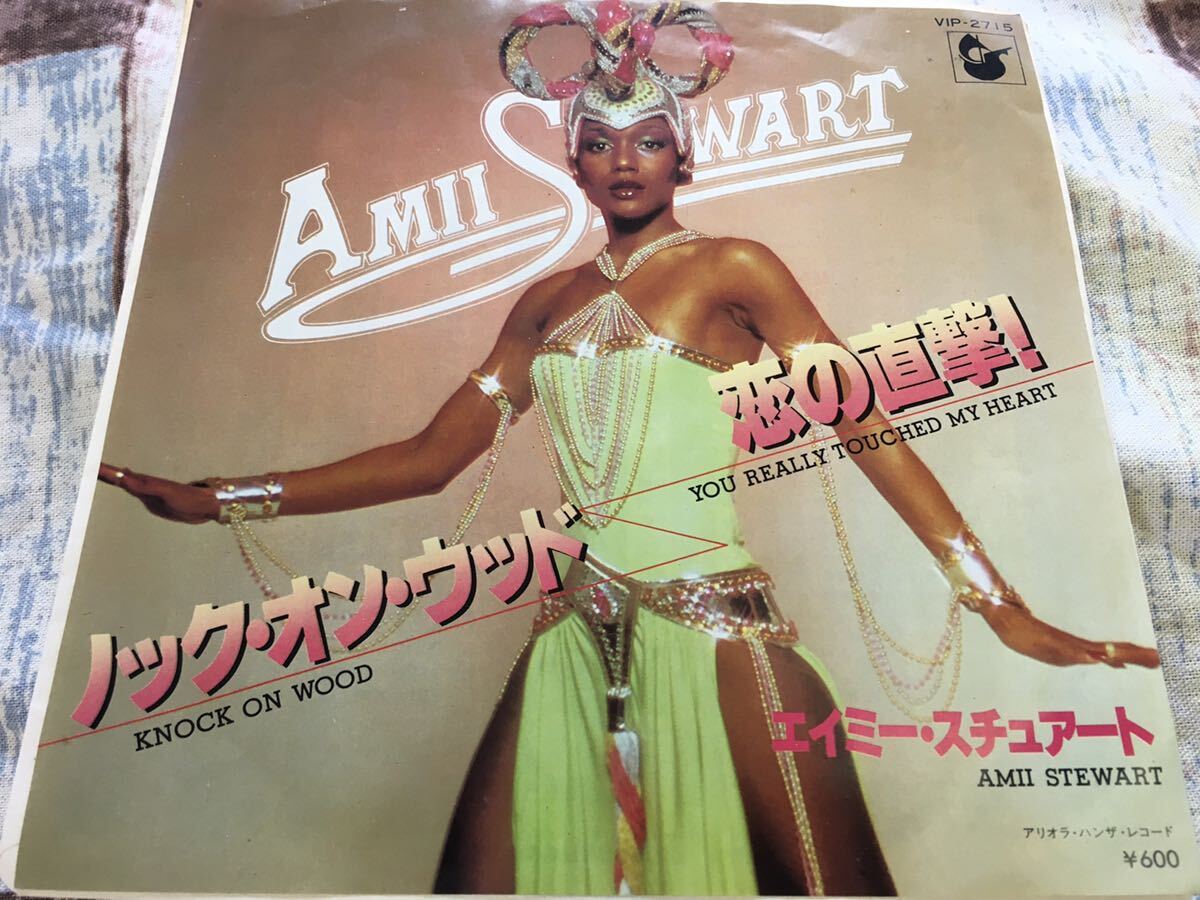 VIP-2715
AMII STEWART
恋の直撃!
YOU REALLY TOUCHED MY HEART
ノック・オン・ウッド
KNOCK ON WOOD
エイミー・スチュアート
AMII STEWART
アリオラ・ハンザ・レコード
¥600